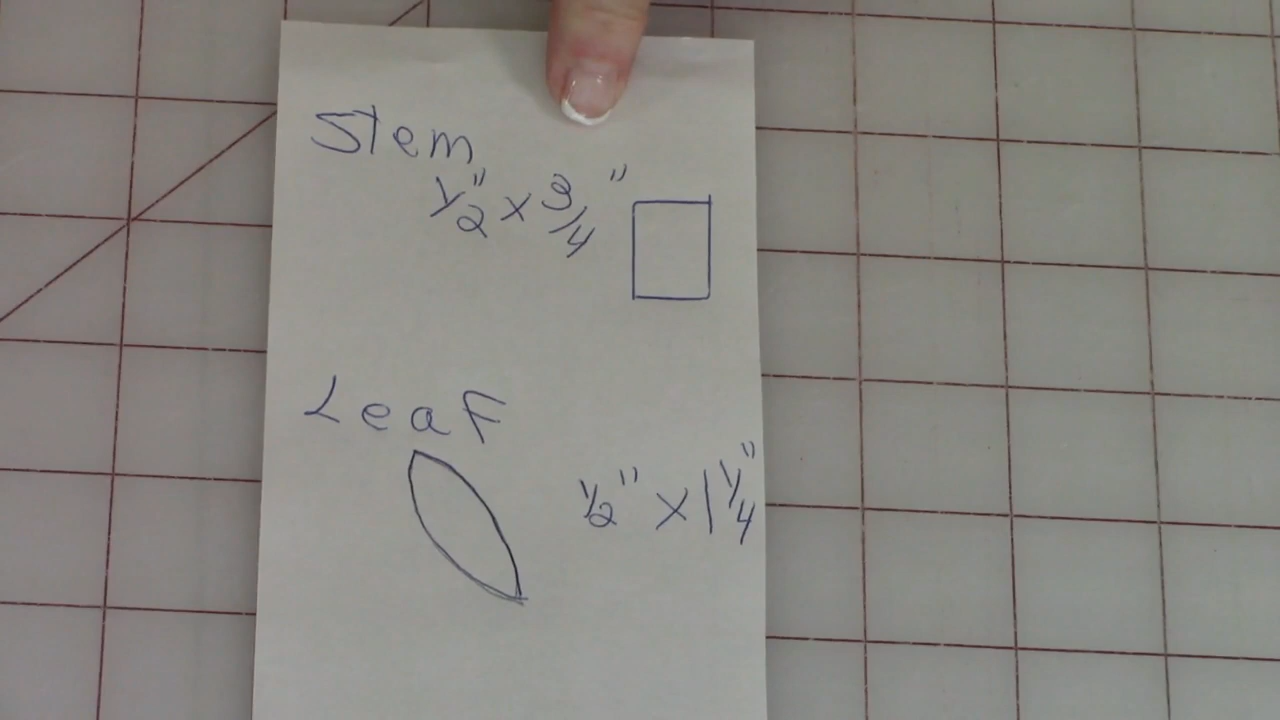 Stem
1/2" x 3/4"
Leaf
1/2" x 1 1/4"